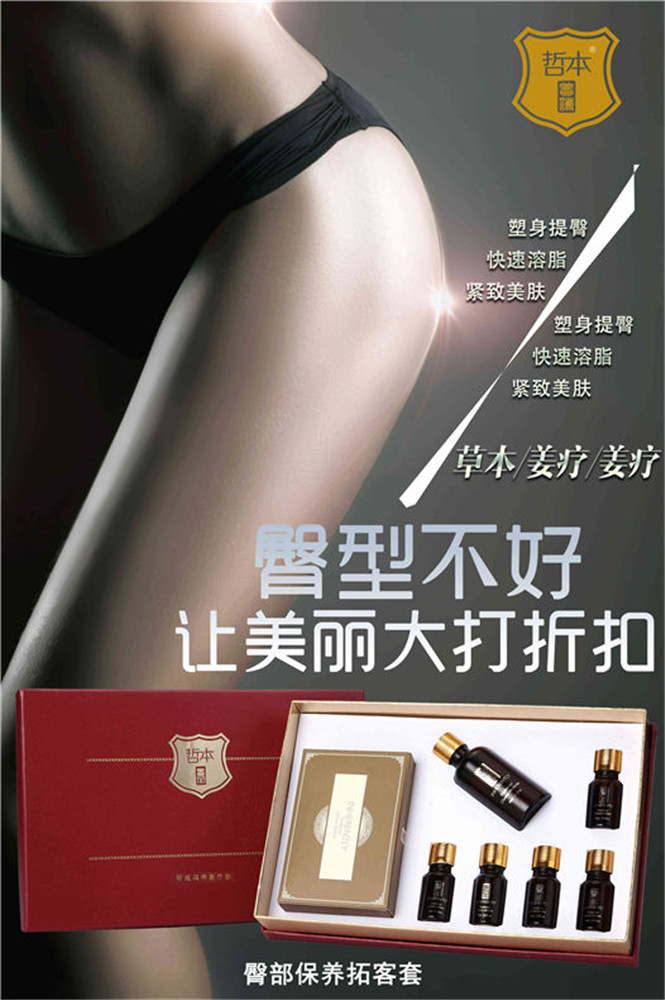 哲本®
塑身提臀
快速溶脂
紧致美肤
塑身提臀
快速溶脂
紧致美肤
草本/姜疗/姜疗
臀型不好
让美丽大打折扣
哲本
臀部保养拓客套